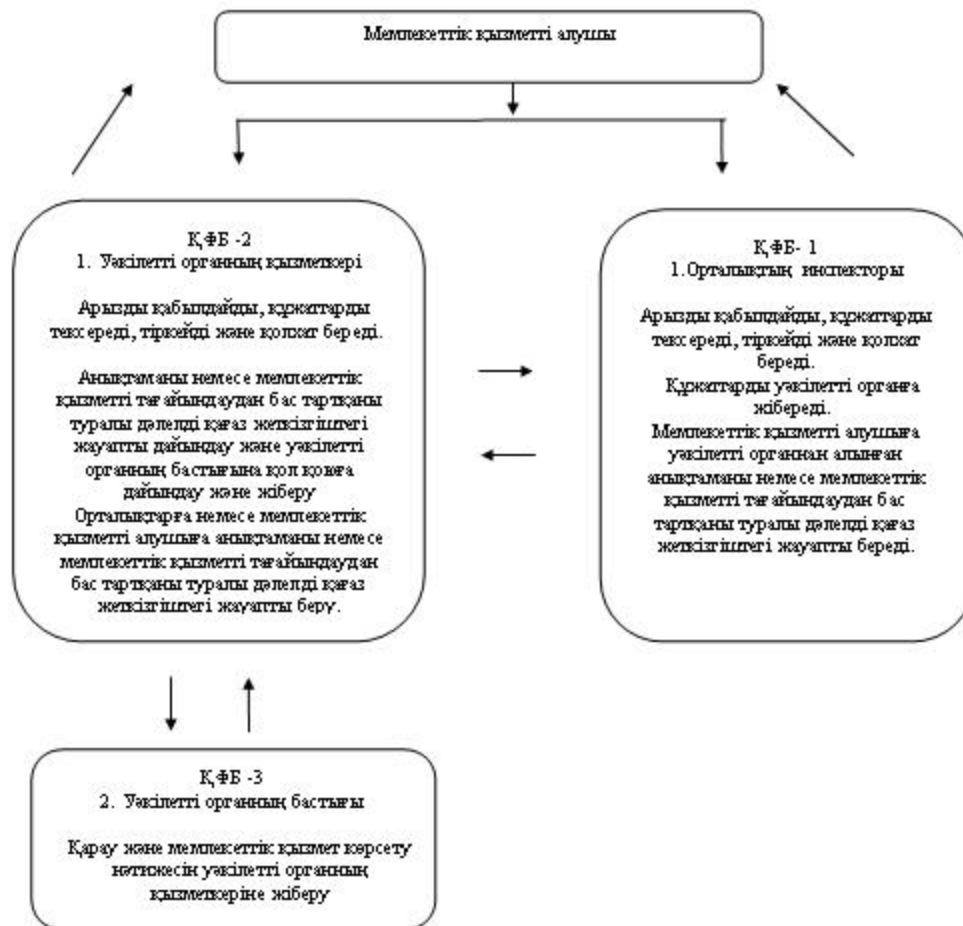 Мемлекеттік қызметті алушы
ҚФБ -2
1. Уәкілетті органның қызметкері
Арызды қабылдайды, құжаттарды
тексереді, тіркейді және қолхат береді.
Анықтаманы немесе мемлекеттік
қызметті тағайындаудан бас тартқаны
туралы дәлелді қағаз жеткізгіштегі
жауапты дайындау және уәкілетті
органның бастығына қол қоюға
дайындау және жіберу
Орталықтарға немесе мемлекеттік
қызметті алушыға анықтаманы немесе
мемлекеттік қызметті тағайындаудан
бас тартқаны туралы дәлелді қағаз
жеткізгіштегі жауапты беру.
ҚФБ- 1
1.Орталықтың инспекторы
Арызды қабылдайды, құжаттарды
тексереді, тіркейді және қолхат
береді.
Құжаттарды уәкілетті органға
жібереді.
Мемлекеттік қызметті алушыға
уәкілетті органнан алынған
анықтаманы немесе мемлекеттік
қызметті тағайындаудан бас
тартқаны туралы дәлелді қағаз
жеткізгіштегі жауапты береді.
ҚФБ -3
2. Уәкілетті органның бастығы
Қарау және мемлекеттік қызмет көрсету
нәтижесін уәкілетті органның
қызметкеріне жіберу